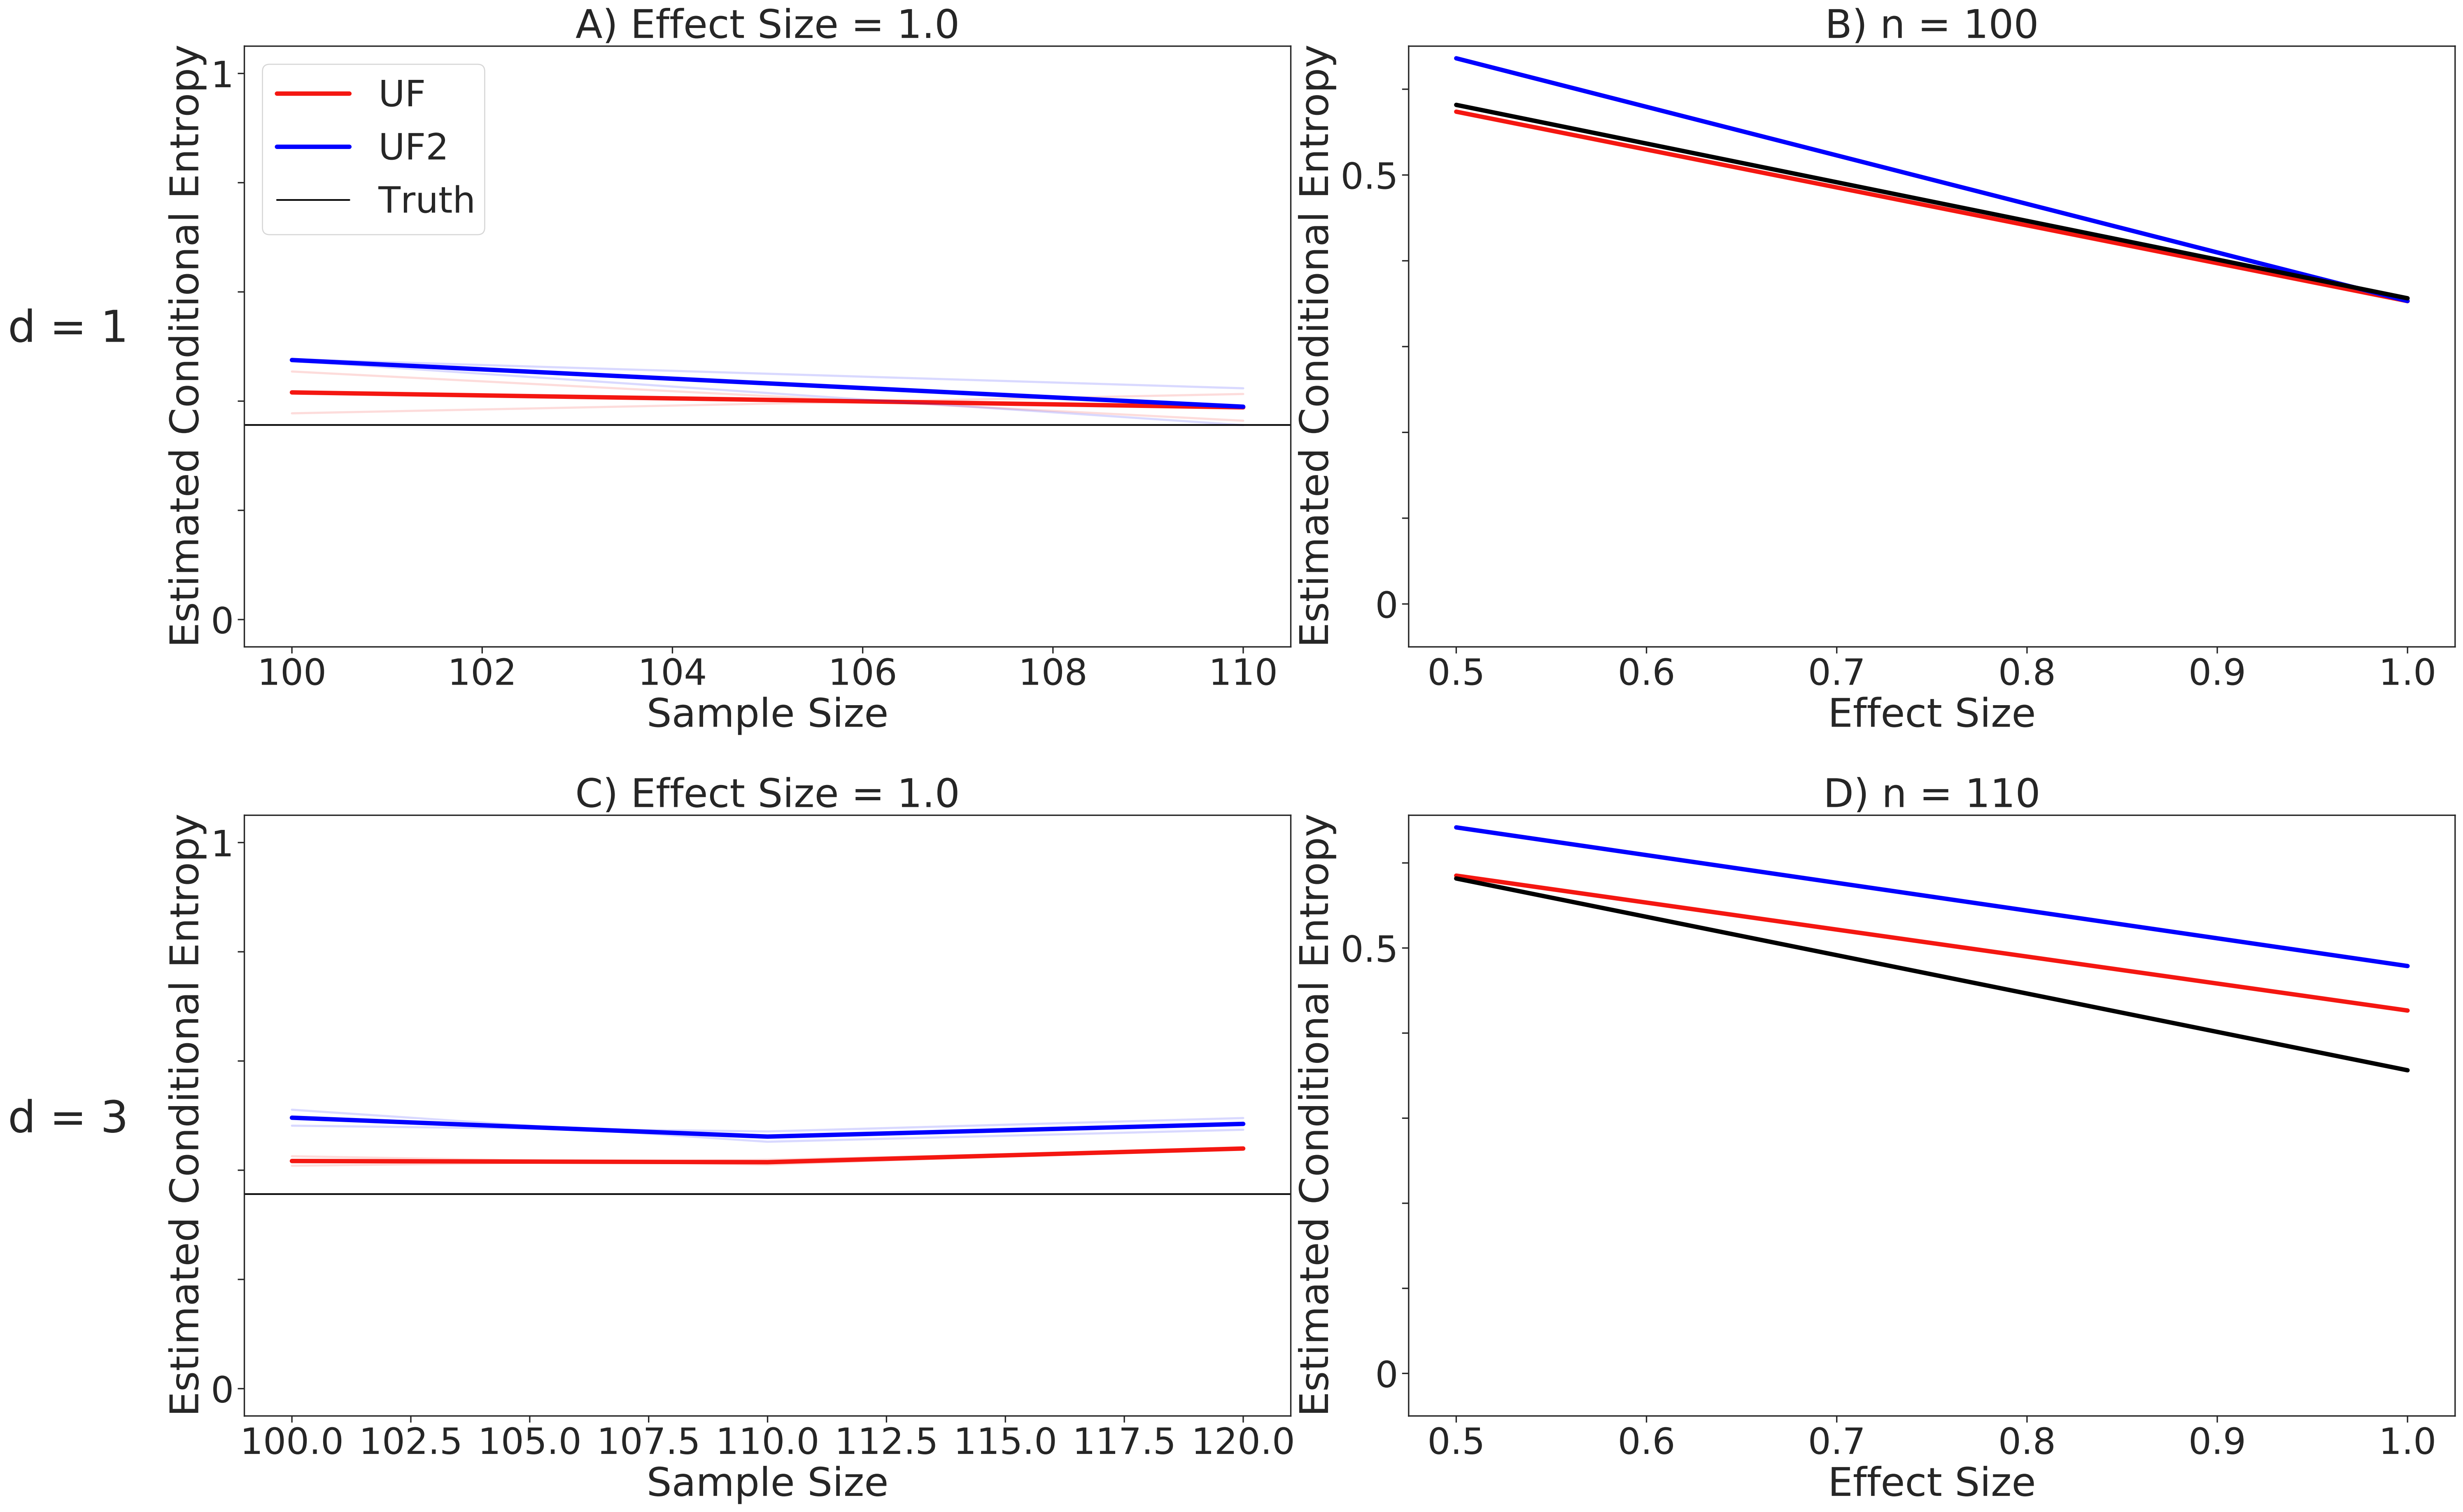 A) Effect Size = 1.0
B) n = 100
UF
UF2
Truth
1
0
0.5
0
Estimated Conditional Entropy
Estimated Conditional Entropy
d = 1
100 102 104 106 108 110
0.5 0.6 0.7 0.8 0.9 1.0
Sample Size
Effect Size
C) Effect Size = 1.0
D) n = 110
1
0
0.5
0
Estimated Conditional Entropy
Estimated Conditional Entropy
d = 3
100.0 102.5 105.0 107.5 110.0 112.5 115.0 117.5 120.0
0.5 0.6 0.7 0.8 0.9 1.0
Sample Size
Effect Size